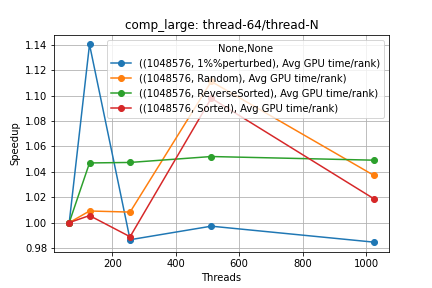 comp_large: thread-64/thread-N
None,None
((1048576, 1%%perturbed), Avg GPU time/rank)
((1048576, Random), Avg GPU time/rank)
((1048576, ReverseSorted), Avg GPU time/rank)
((1048576, Sorted), Avg GPU time/rank)
Speedup
1.14
1.12
1.10
1.08
1.06
1.04
1.02
1.00
0.98
200
400
600
800
1000
Threads